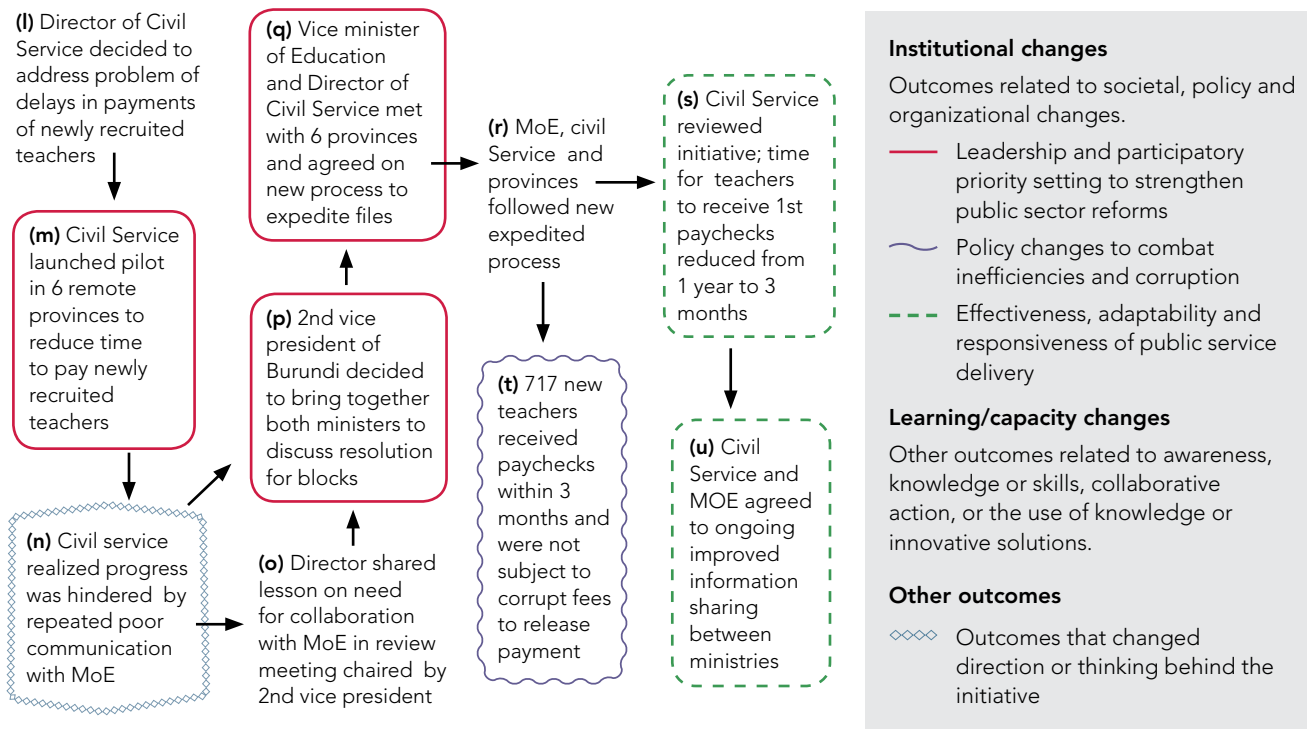 (l) Director of Civil
Service decided to
address problem of
delays in payments
of newly recruited
teachers
(m) Civil Service
launched pilot
in 6 remote
provinces to
reduce time
to pay newly
recruited
teachers
(n) Civil service
realized progress
was hindered by
repeated poor
communication
with MoE
(o) Director shared
lesson on need
for collaboration
with MoE in review
meeting chaired by
2nd vice president
(p) 2nd vice
president of
Burundi decided
to bring together
both ministers to
discuss resolution
for blocks
(q) Vice minister
of Education
and Director of
Civil Service met
with 6 provinces
and agreed on
new process to
expedite files
(r) MoE, civil
Service and
provinces
followed new
expedited
process
(s) Civil Service
reviewed
initiative; time
for teachers
to receive 1st
paychecks
reduced from
1 year to 3
months
(t) 717 new
teachers
received
paychecks
within 3
months and
were not
subject to
corrupt fees
to release
payment
(u) Civil
Service and
MOE agreed
to ongoing
improved
information
sharing
between
ministries
Institutional changes
Outcomes related to societal, policy and
organizational changes.
Leadership and participatory
priority setting to strengthen
public sector reforms
Policy changes to combat
inefficiencies and corruption
Effectiveness, adaptability and
responsiveness of public service
delivery
Learning/capacity changes
Other outcomes related to awareness,
knowledge or skills, collaborative
action, or the use of knowledge or
innovative solutions.
Other outcomes
Outcomes that changed
direction or thinking behind the
initiative